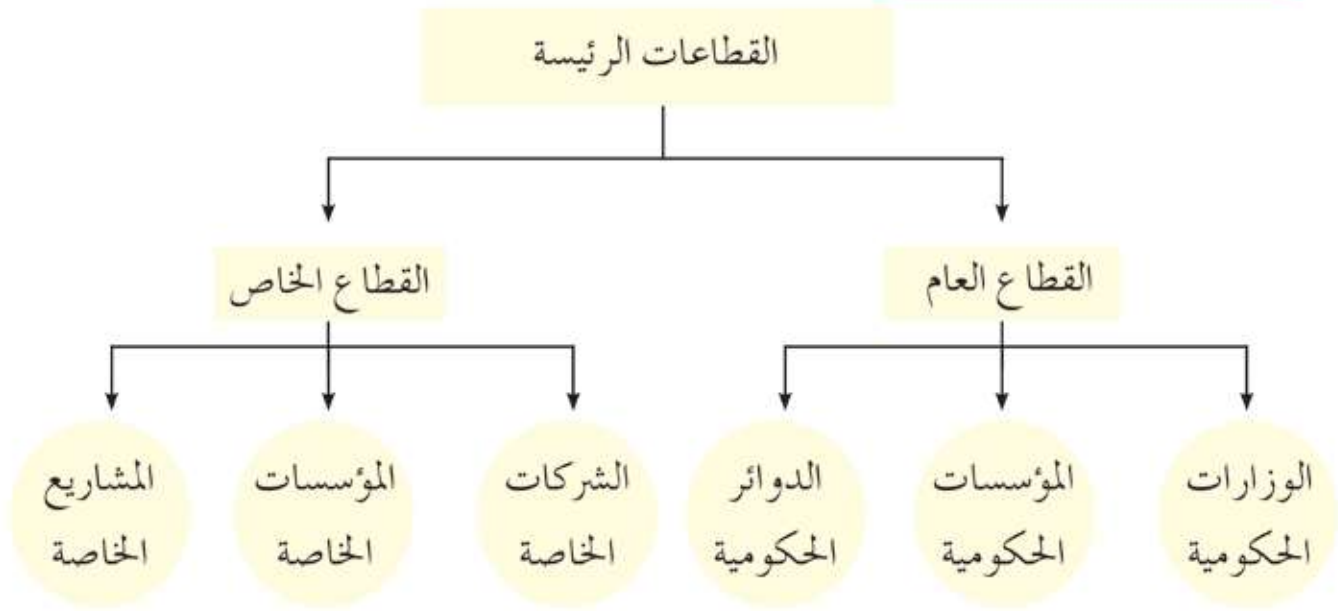 القطاعات الرئيسة
القطاع العام
القطاع الخاص
الوزارات
الحكومية
المؤسسات
الحكومية
الدوائر
الحكومية
الشركات
الخاصة
المؤسسات
الخاصة
المشاريع
الخاصة